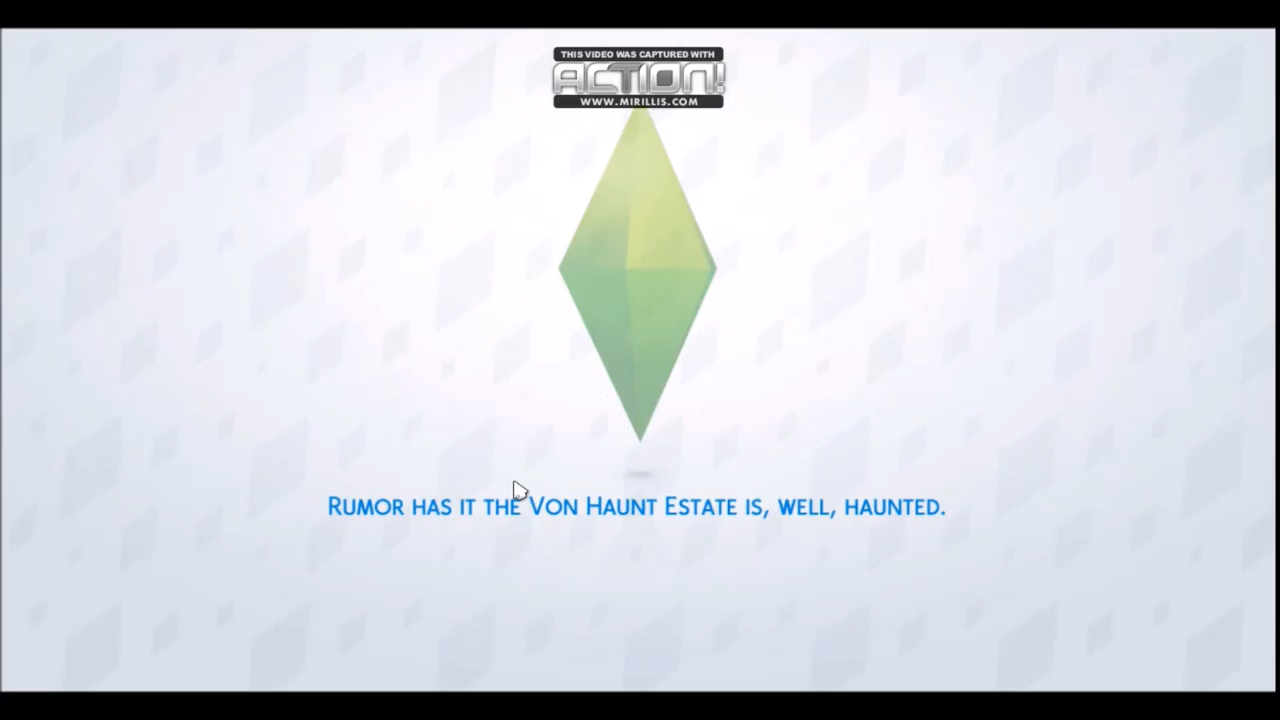 THIS VIDEO WAS CAPTURED WITH
ACTION!
WWW.MIRILLIS.COM
RUMOR HAS IT THE VON HAUNT ESTATE IS, WELL, HAUNTED.